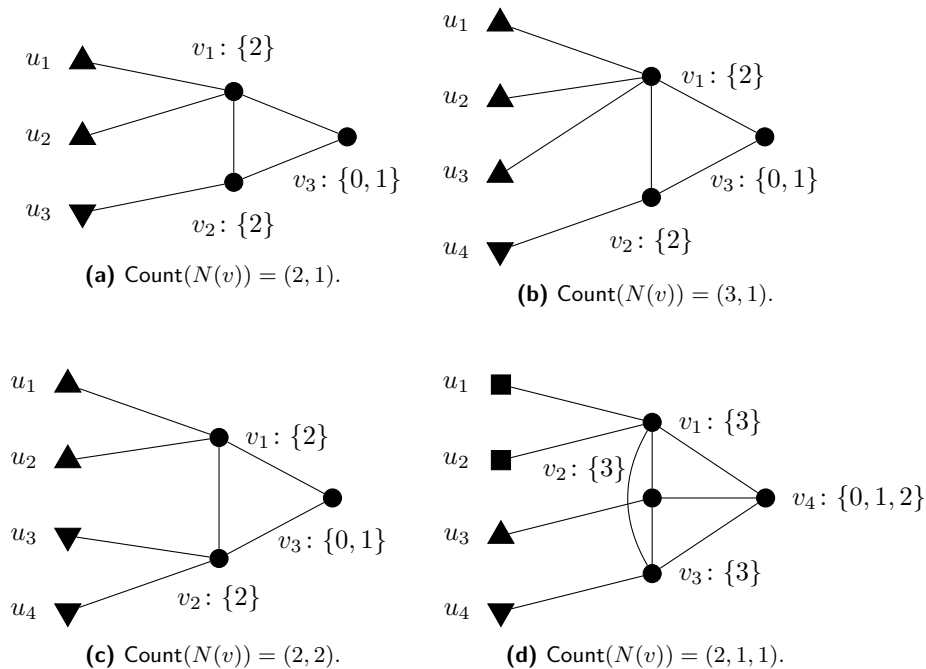 u₁
u₂
u₃
v₁: {2}
v₃: {0, 1}
v₂: {2}
(a) Count(N(v)) = (2, 1).
u₁
u₂
u₃
u₄
v₁: {2}
v₃: {0, 1}
v₂: {2}
(b) Count(N(v)) = (3, 1).
u₁
u₂
u₃
u₄
v₁: {2}
v₃: {0, 1}
v₂: {2}
(c) Count(N(v)) = (2, 2).
u₁
u₂
u₃
u₄
v₁: {3}
v₂: {3}
v₄: {0, 1, 2}
v₃: {3}
(d) Count(N(v)) = (2, 1, 1).